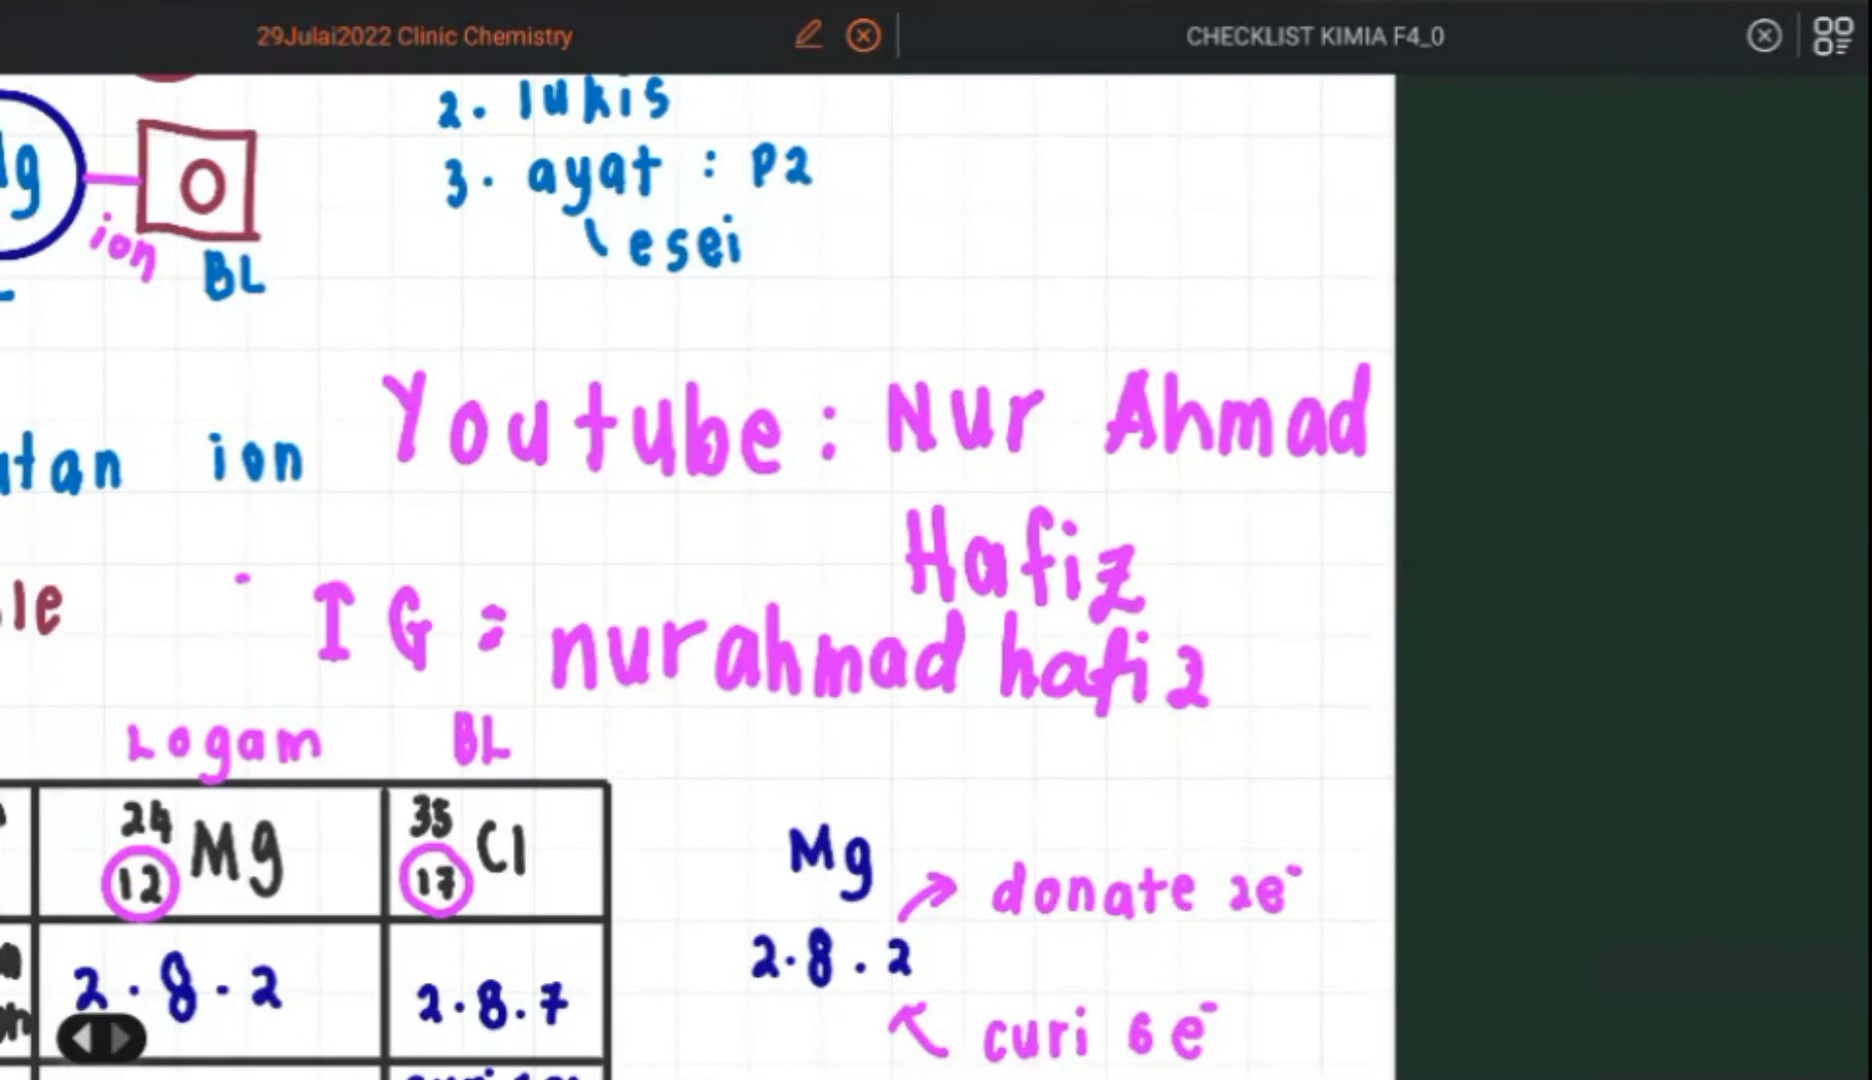 29Julai2022 Clinic Chemistry
CHECKLIST KIMIA F4_0
2. lukis
3. ayat : P2
esei
ion
BL
ion
Youtube : Nur Ahmad
Hafiz
IG = nurahmad hafiz
Logam BL
24 35
Mg Cl
12 17
2.8.2 2.8.7
Mg
donate 2e-
2.8.2
curi 6e-